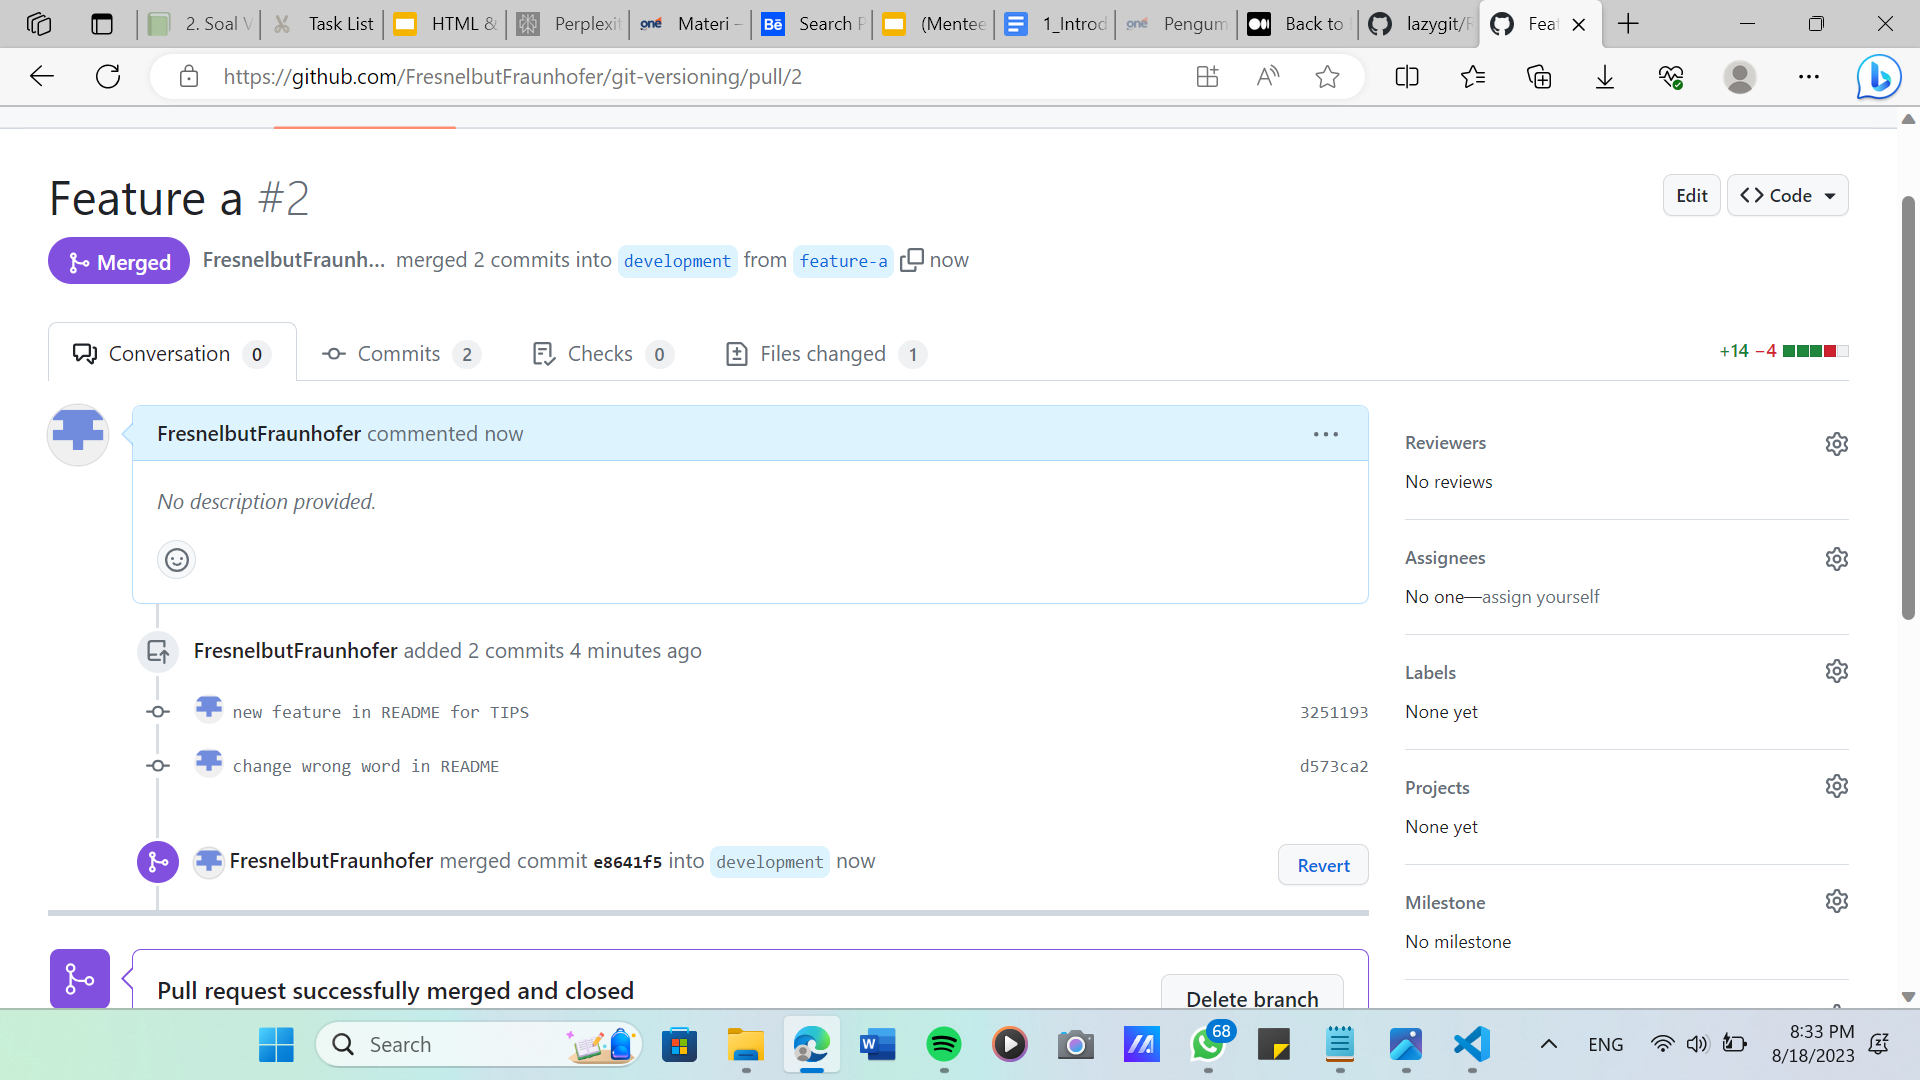 2. Soal V
Task List
HTML &
Perplexit
Materi –
Search P
(Mentee
1_Introd
Pengum
Back to
lazygit/R
Feat
https://github.com/FresnelbutFraunhofer/git-versioning/pull/2
Feature a #2
Edit
Code
Merged
FresnelbutFraunh... merged 2 commits into development from feature-a now
Conversation 0
Commits 2
Checks 0
Files changed 1
+14 −4
FresnelbutFraunhofer commented now
No description provided.
FresnelbutFraunhofer added 2 commits 4 minutes ago
new feature in README for TIPS 3251193
change wrong word in README d573ca2
FresnelbutFraunhofer merged commit e8641f5 into development now
Revert
Pull request successfully merged and closed
Delete branch
Reviewers
No reviews
Assignees
No one—assign yourself
Labels
None yet
Projects
None yet
Milestone
No milestone
Search
68
ENG
8:33 PM
8/18/2023